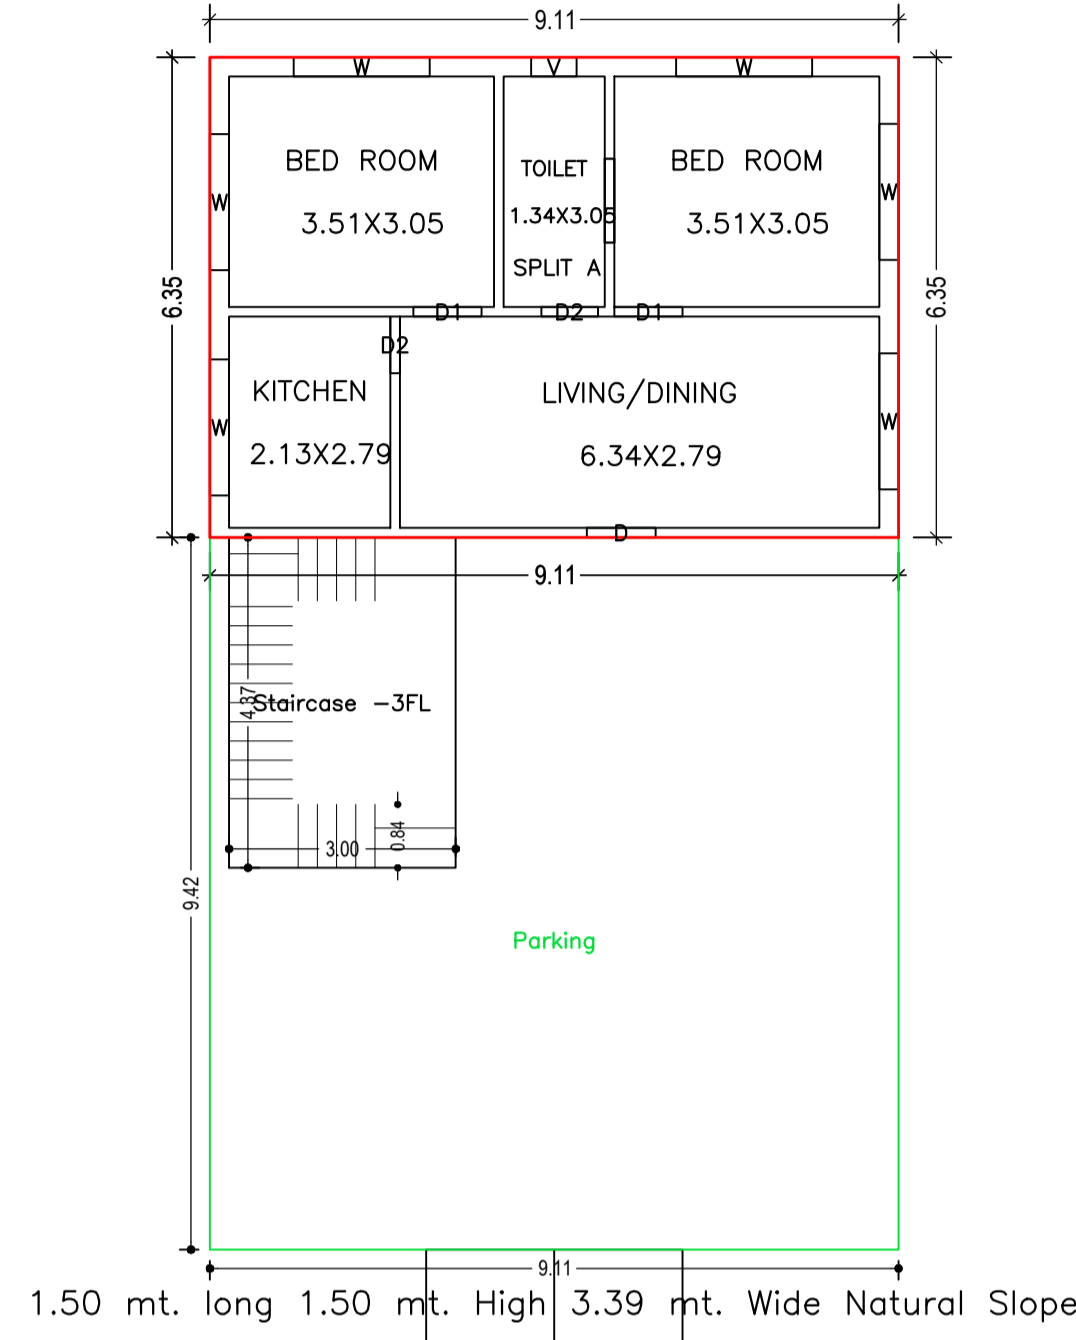 9.11
W V W
BED ROOM
3.51X3.05
TOILET
1.34X3.05
SPLIT A
BED ROOM
3.51X3.05
W
W
6.35
6.35
D1 D2 D1
D2
KITCHEN
2.13X2.79
LIVING/DINING
6.34X2.79
W
W
D
9.11
4.37
Staircase -3FL
3.00
0.84
9.42
Parking
9.11
1.50 mt. long 1.50 mt. High 3.39 mt. Wide Natural Slope